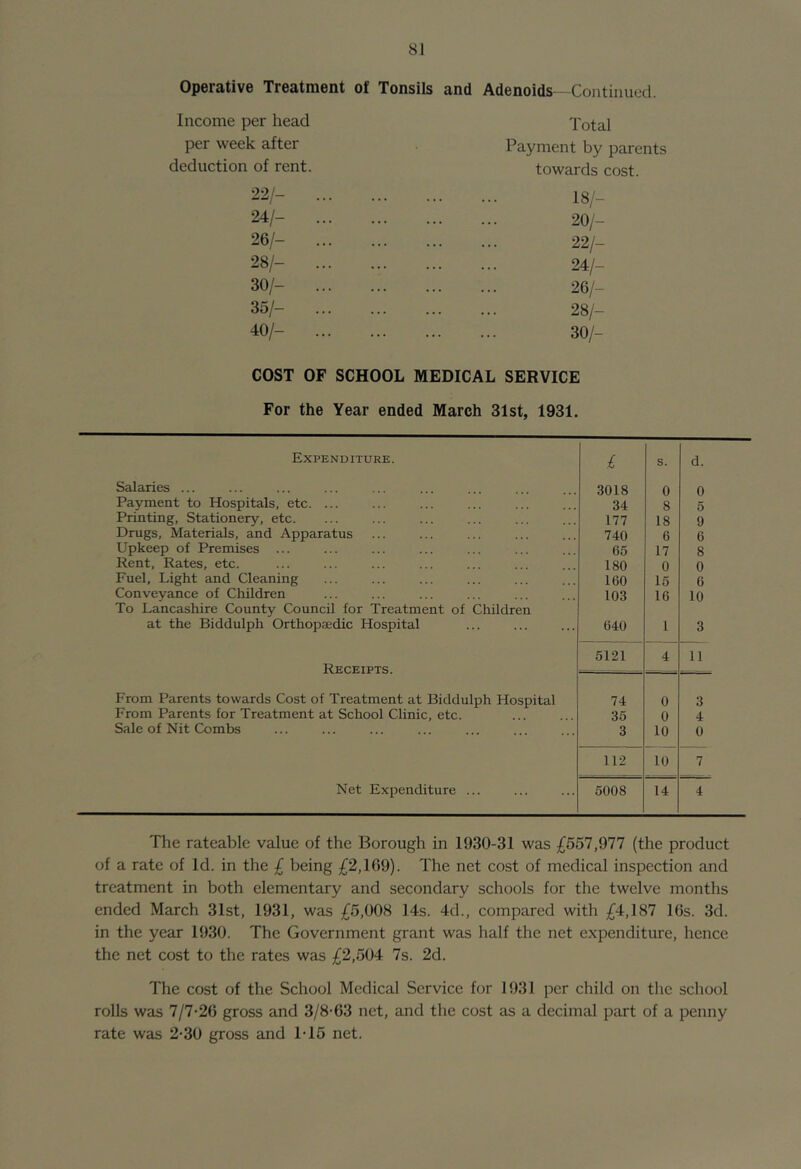 81
Operative Treatment of Tonsils and Adenoids—Continued.
Income per head Total
per week after Payment by parents
deduction of rent. towards cost.
22/- ... ... ... ... 18/-
24/- ... ... ... ... 20/-
26/- ... ... ... ... 22/-
28/- ... ... ... ... 24/-
30/- ... ... ... ... 26/-
35/- ... ... ... ... 28/-
40/- ... ... ... ... 30/-
COST OF SCHOOL MEDICAL SERVICE
For the Year ended March 31st, 1931.
Expenditure. £ s. d.
Salaries ... ... ... ... ... ... ... ... ... 3018 0 0
Payment to Hospitals, etc. ... ... ... ... ... ... ... 34 8 5
Printing, Stationery, etc. ... ... ... ... ... ... 177 18 9
Drugs, Materials, and Apparatus ... ... ... ... ... 740 6 6
Upkeep of Premises ... ... ... ... ... ... ... 65 17 8
Rent, Rates, etc. ... ... ... ... ... ... ... 180 0 0
Fuel, Light and Cleaning ... ... ... ... ... ... 160 15 6
Conveyance of Children ... ... ... ... ... ... 103 16 10
To Lancashire County Council for Treatment of Children
at the Biddulph Orthopædic Hospital ... ... ... 640 1 3
5121 4 11
Receipts.
From Parents towards Cost of Treatment at Biddulph Hospital 74 0 3
From Parents for Treatment at School Clinic, etc. ... ... 35 0 4
Sale of Nit Combs ... ... ... ... ... ... ... 3 10 0
112 10 7
Net Expenditure ... ... ... 5008 14 4
The rateable value of the Borough in 1930-31 was £557,977 (the product
of a rate of 1d. in the £ being £2,169). The net cost of medical inspection and
treatment in both elementary and secondary schools for the twelve months
ended March 31st, 1931, was £5,008 14s. 4d., compared with £4,187 16s. 3d.
in the year 1930. The Government grant was half the net expenditure, hence
the net cost to the rates was £2,504 7s. 2d.
The cost of the School Medical Service for 1931 per child on the school
rolls was 7/7·26 gross and 3/8·63 net, and the cost as a decimal part of a penny
rate was 2·30 gross and 1·15 net.